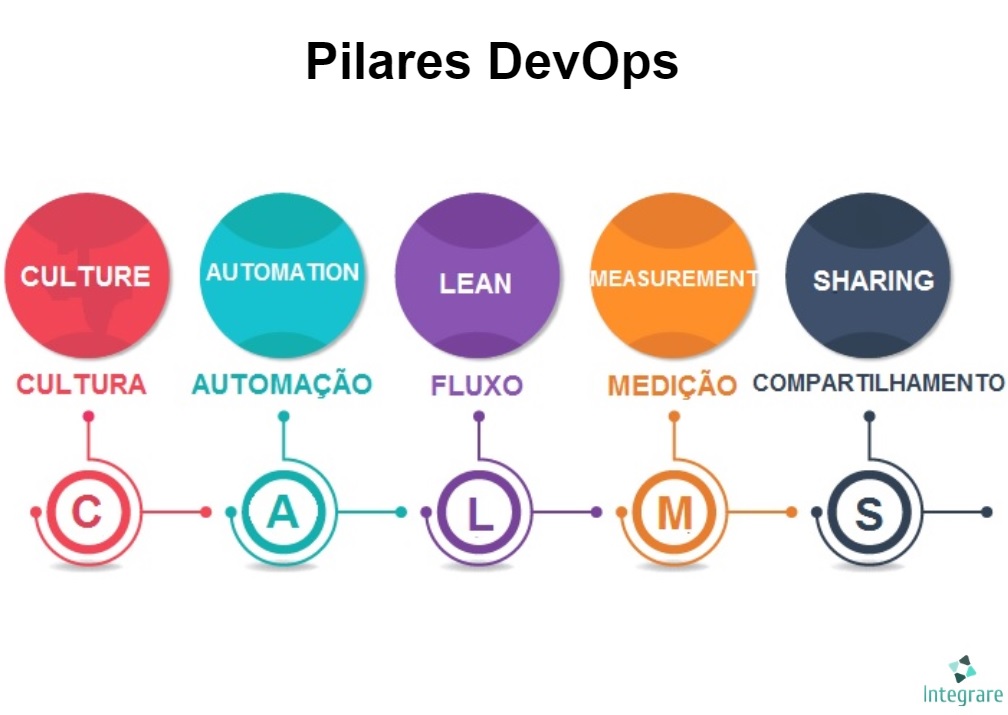 Pilares DevOps
CULTURE
AUTOMATION
LEAN
MEASUREMENT
SHARING
CULTURA
AUTOMAÇÃO
FLUXO
MEDIÇÃO
COMPARTILHAMENTO
C
A
L
M
S
Integrare